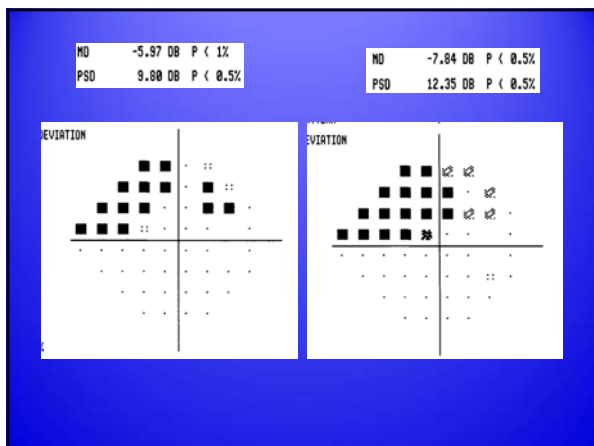 MD -5.97 DB P < 1%
PSD 9.80 DB P < 0.5%
MD -7.84 DB P < 0.5%
PSD 12.35 DB P < 0.5%
DEVIATION
EVIATION
%